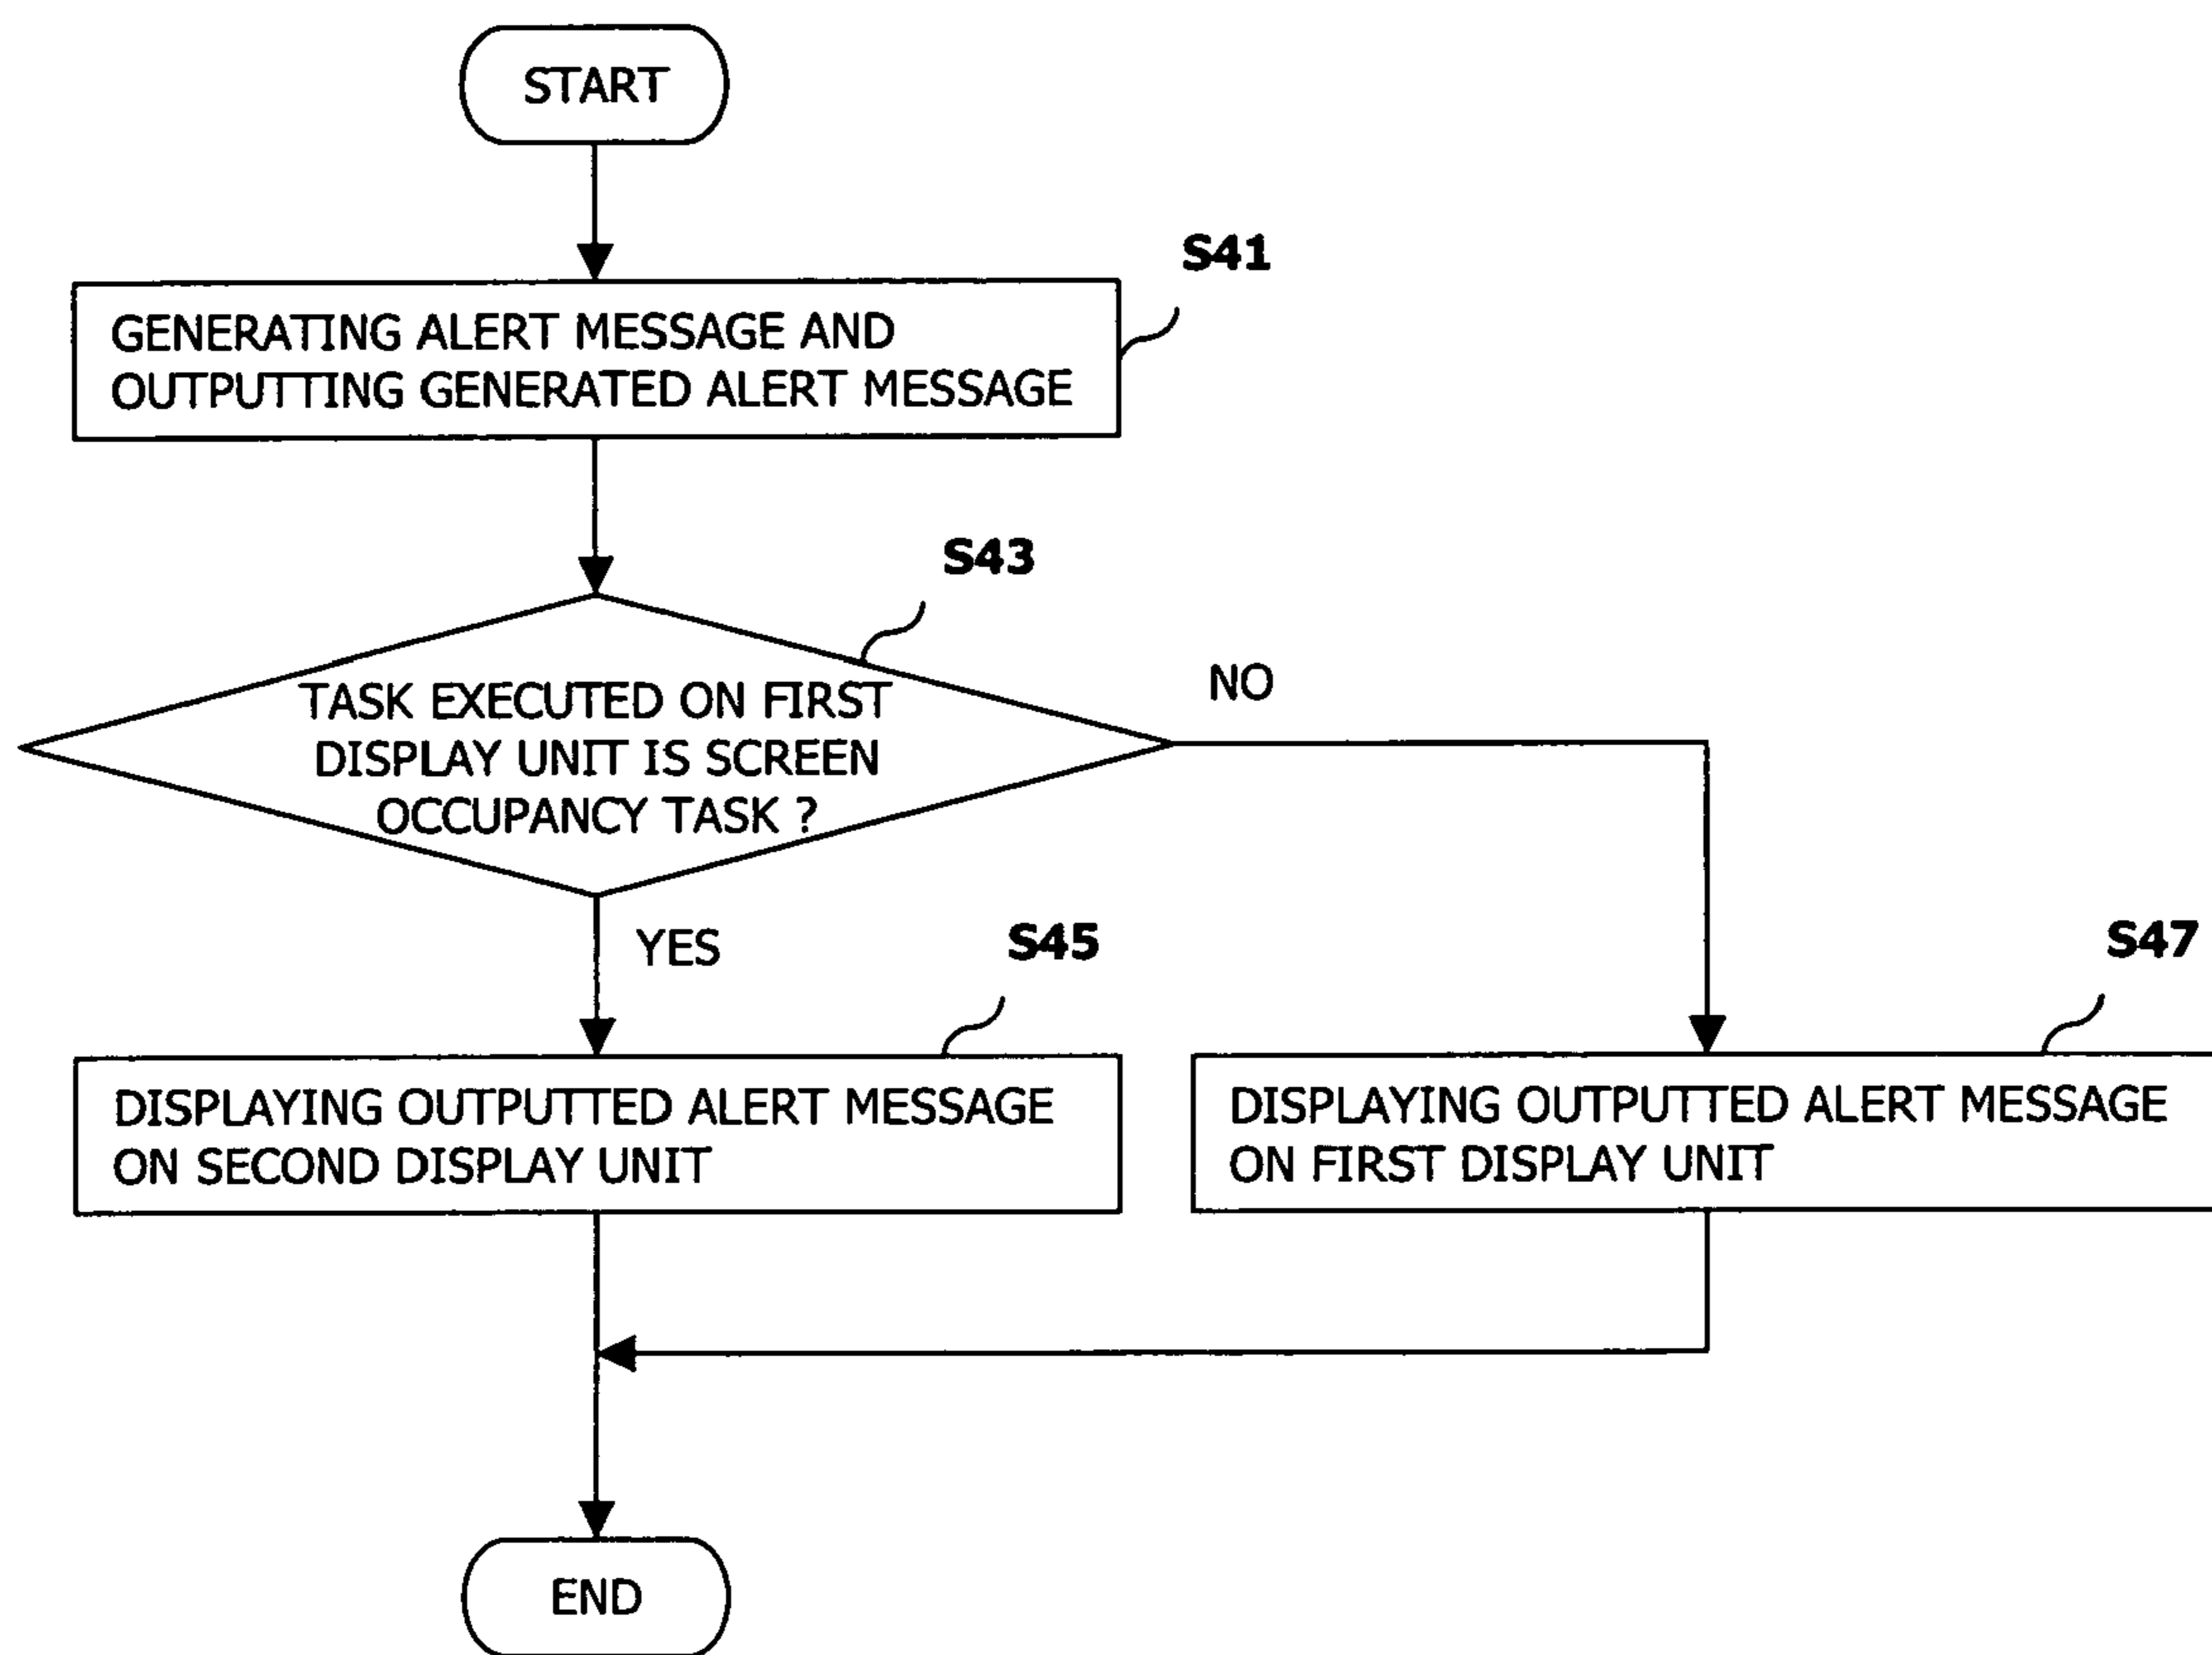 START
S41
GENERATING ALERT MESSAGE AND
OUTPUTTING GENERATED ALERT MESSAGE
S43
TASK EXECUTED ON FIRST
DISPLAY UNIT IS SCREEN
OCCUPANCY TASK ?
NO
YES
S45
S47
DISPLAYING OUTPUTTED ALERT MESSAGE
ON SECOND DISPLAY UNIT
DISPLAYING OUTPUTTED ALERT MESSAGE
ON FIRST DISPLAY UNIT
END